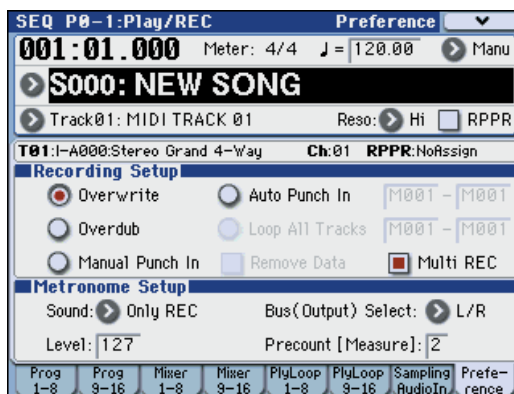 SEQ P0-1:Play/REC Preference
001:01.000 Meter: 4/4 ♩= 120.00 Manu
S000: NEW SONG
Track01: MIDI TRACK 01 Reso: Hi RPPR
T01:I-A000:Stereo Grand 4-Way Ch:01 RPPR:NoAssign
Recording Setup
Overwrite Auto Punch In M001 - M001
Overdub Loop All Tracks M001 - M001
Manual Punch In Remove Data Multi REC
Metronome Setup
Sound: Only REC Bus(Output) Select: L/R
Level: 127 Precount [Measure]: 2
Prog 1-8 Prog 9-16 Mixer 1-8 Mixer 9-16 PlyLoop 1-8 PlyLoop 9-16 Sampling AudioIn Prefe- rence